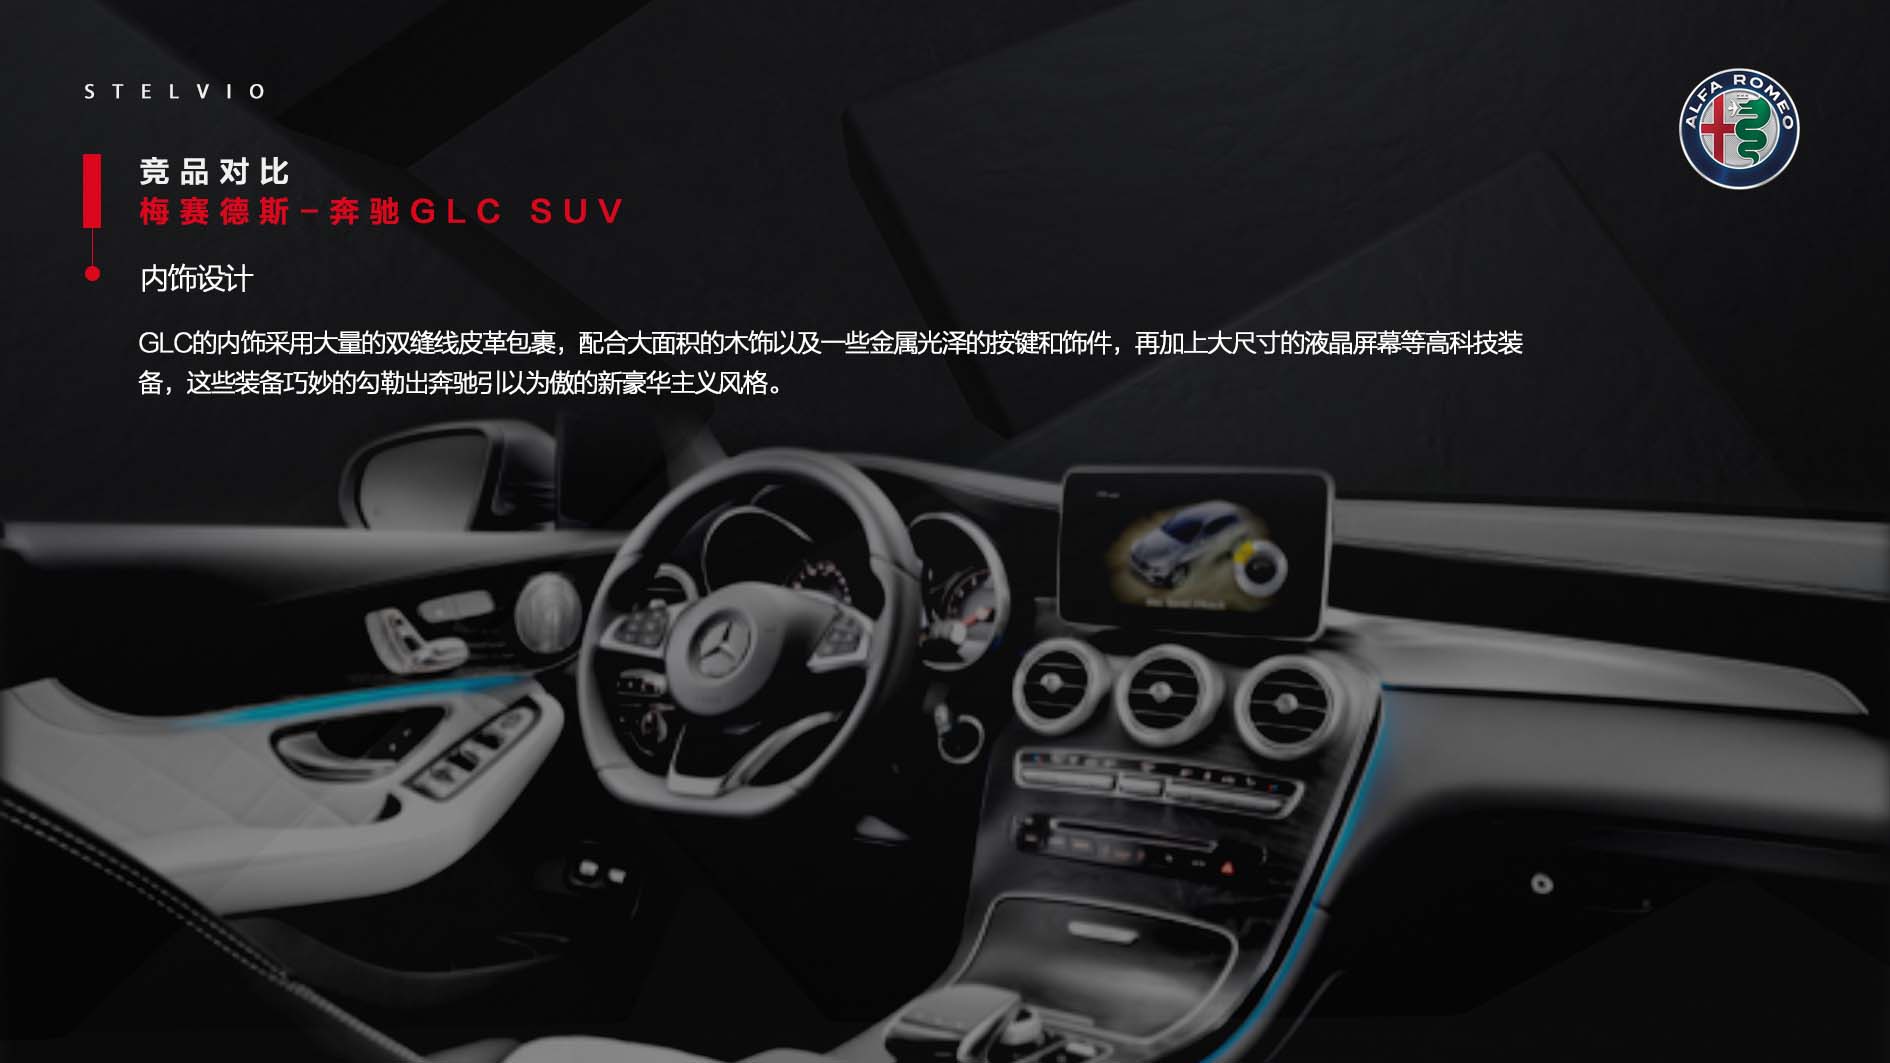 STELVIO
ALFA ROMEO
竞品对比
梅赛德斯-奔驰GLC SUV
内饰设计
GLC的内饰采用大量的双缝线皮革包裹，配合大面积的木饰以及一些金属光泽的按键和饰件，再加上大尺寸的液晶屏幕等高科技装
备，这些装备巧妙的勾勒出奔驰引以为傲的新豪华主义风格。